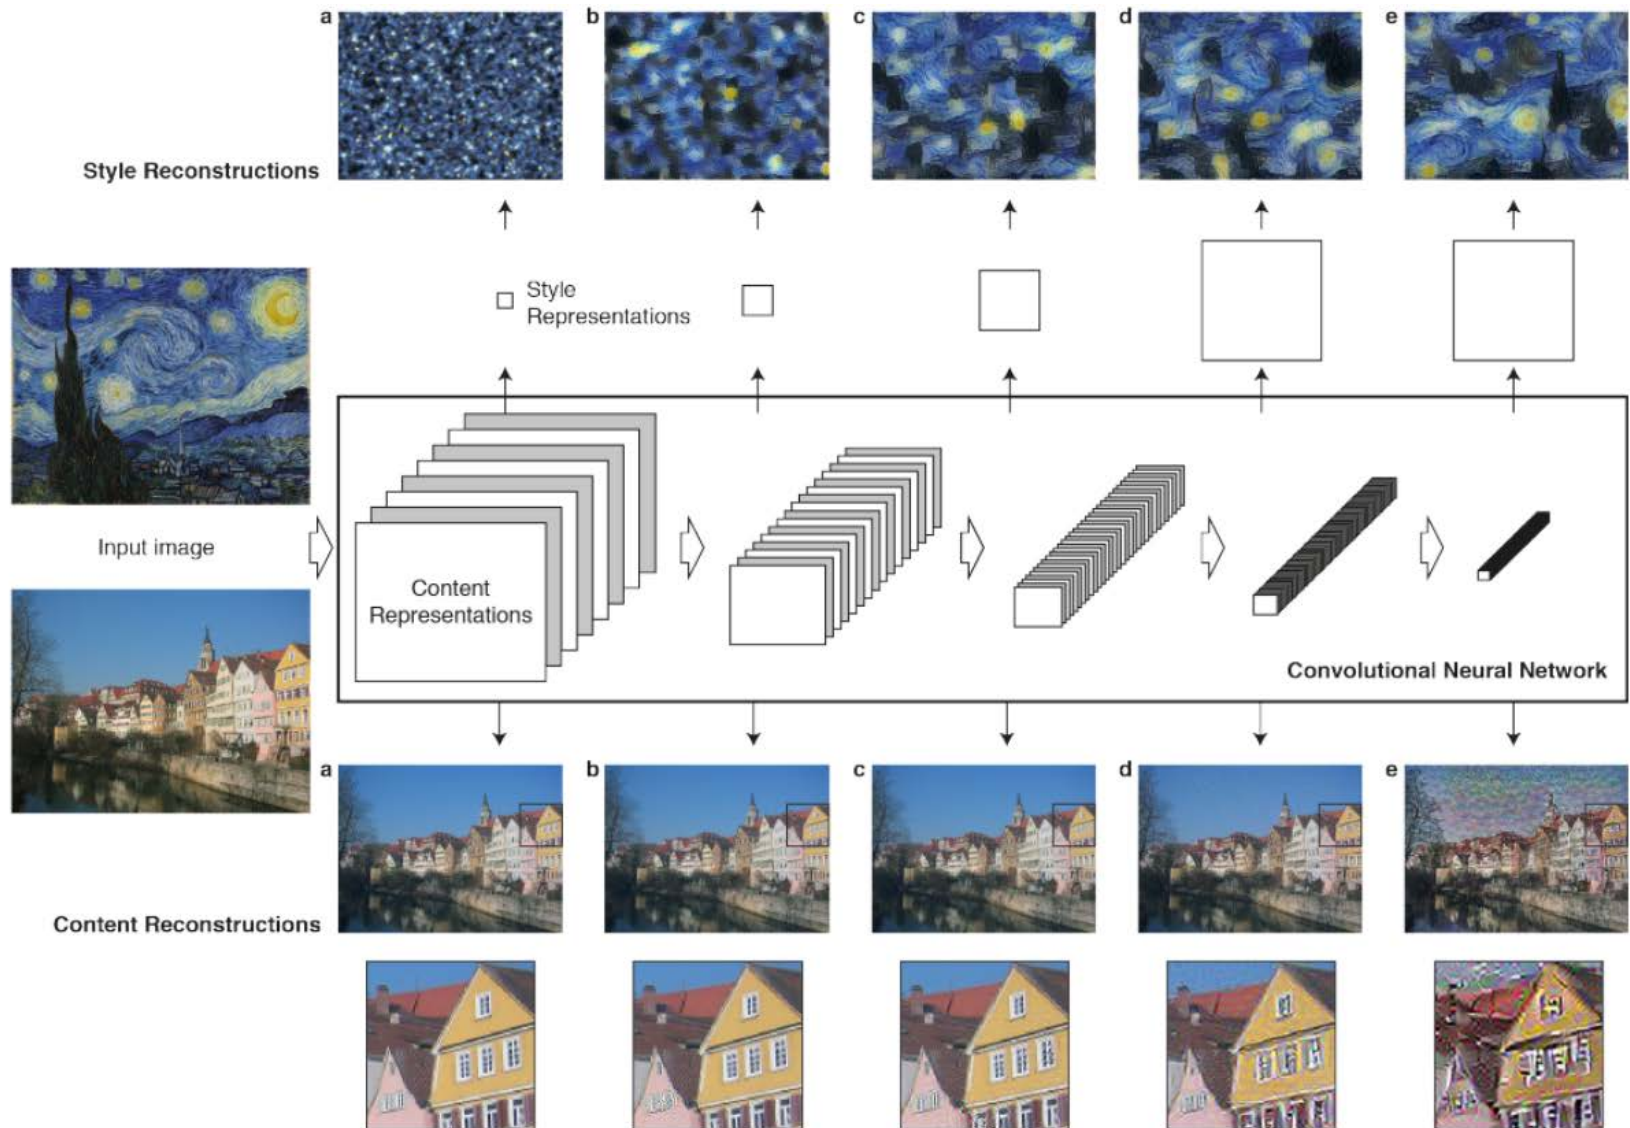 a b c d e
Style Reconstructions
Style
Representations
Input image
Content
Representations
Convolutional Neural Network
a b c d e
Content Reconstructions